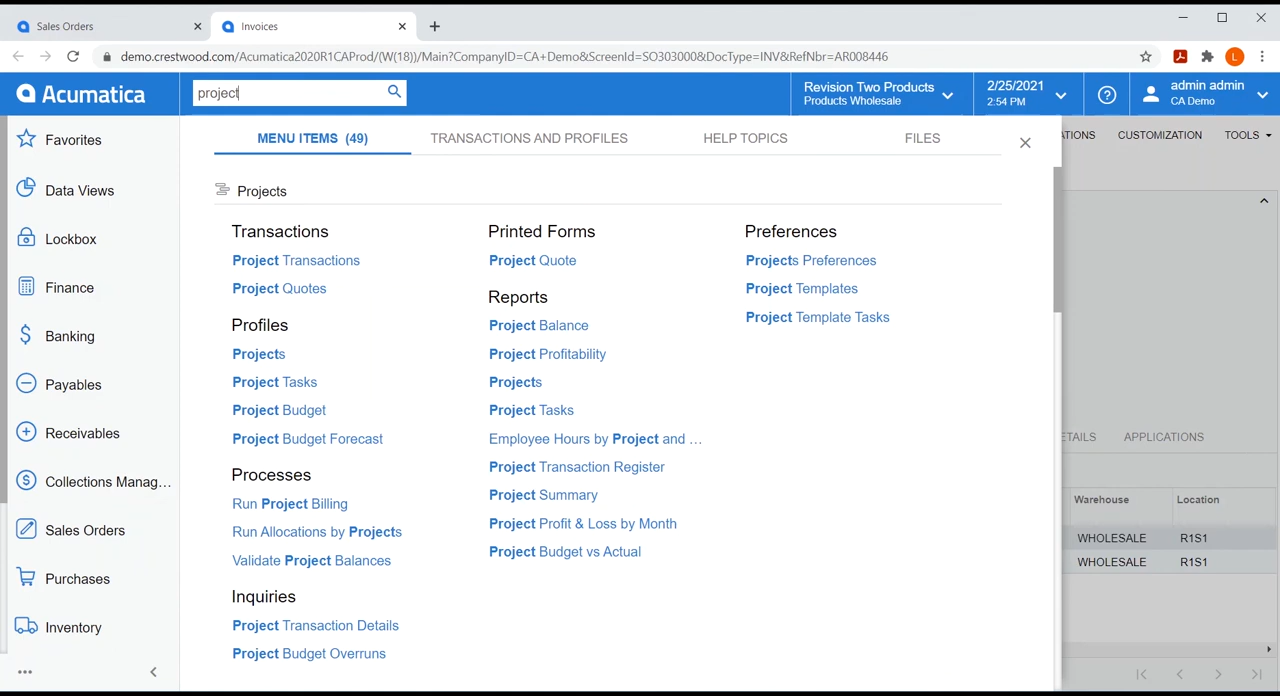 Sales Orders
Invoices
demo.crestwood.com/Acumatica2020R1CAProd/(W(18))/Main?CompanyID=CA+Demo&ScreenId=SO303000&DocType=INV&RefNbr=AR008446
L
Acumatica
project
Revision Two Products
Products Wholesale
2/25/2021
2:54 PM
admin admin
CA Demo
Favorites
Data Views
Lockbox
Finance
Banking
Payables
Receivables
Collections Manag...
Sales Orders
Purchases
Inventory
MENU ITEMS (49)
TRANSACTIONS AND PROFILES
HELP TOPICS
FILES
Projects
Transactions
Project Transactions
Project Quotes
Profiles
Projects
Project Tasks
Project Budget
Project Budget Forecast
Processes
Run Project Billing
Run Allocations by Projects
Validate Project Balances
Inquiries
Project Transaction Details
Project Budget Overruns
Printed Forms
Project Quote
Reports
Project Balance
Project Profitability
Projects
Project Tasks
Employee Hours by Project and ...
Project Transaction Register
Project Summary
Project Profit & Loss by Month
Project Budget vs Actual
Preferences
Projects Preferences
Project Templates
Project Template Tasks
TIONS
CUSTOMIZATION
TOOLS
ETAILS
APPLICATIONS
Warehouse
Location
WHOLESALE
R1S1
WHOLESALE
R1S1